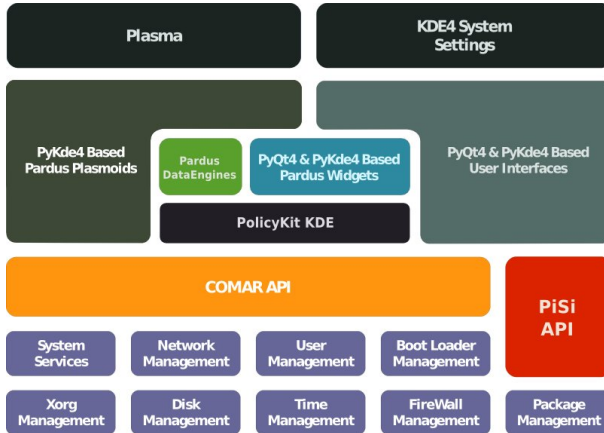 Plasma
KDE4 System
Settings
PyKde4 Based
Pardus Plasmoids
Pardus
DataEngines
PyQt4 & PyKde4 Based
Pardus Widgets
PyQt4 & PyKde4 Based
User Interfaces
PolicyKit KDE
COMAR API
PiSi
API
System
Services
Network
Management
User
Management
Boot Loader
Management
Xorg
Management
Disk
Management
Time
Management
FireWall
Management
Package
Management